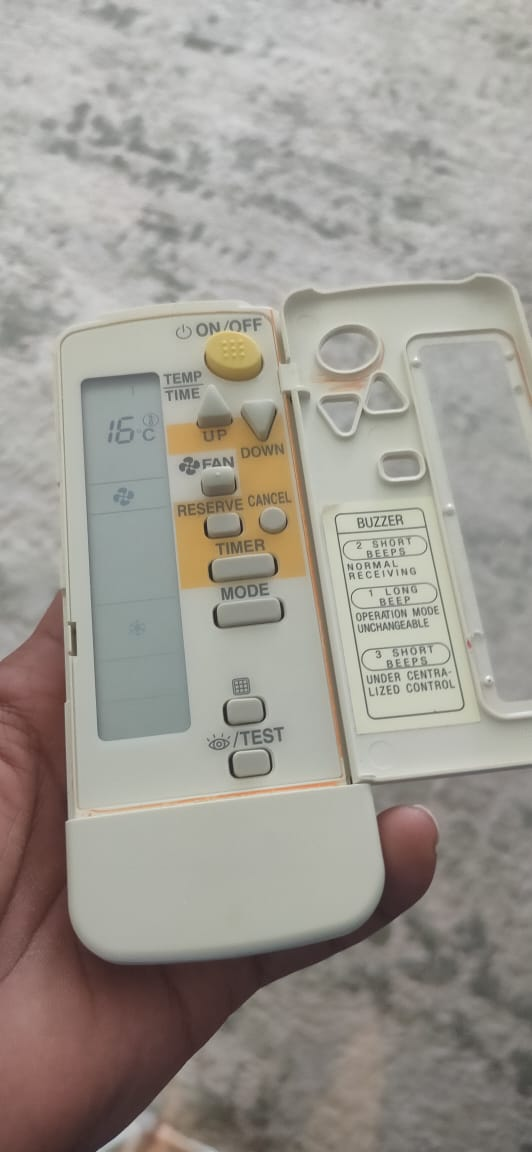 ON/OFF
TEMP
TIME
UP
DOWN
FAN
RESERVE CANCEL
TIMER
MODE
/TEST
16°C
BUZZER
2 SHORT
BEEPS
NORMAL
RECEIVING
1 LONG
BEEP
OPERATION MODE
UNCHANGEABLE
3 SHORT
BEEPS
UNDER CENTRA-
LIZED CONTROL